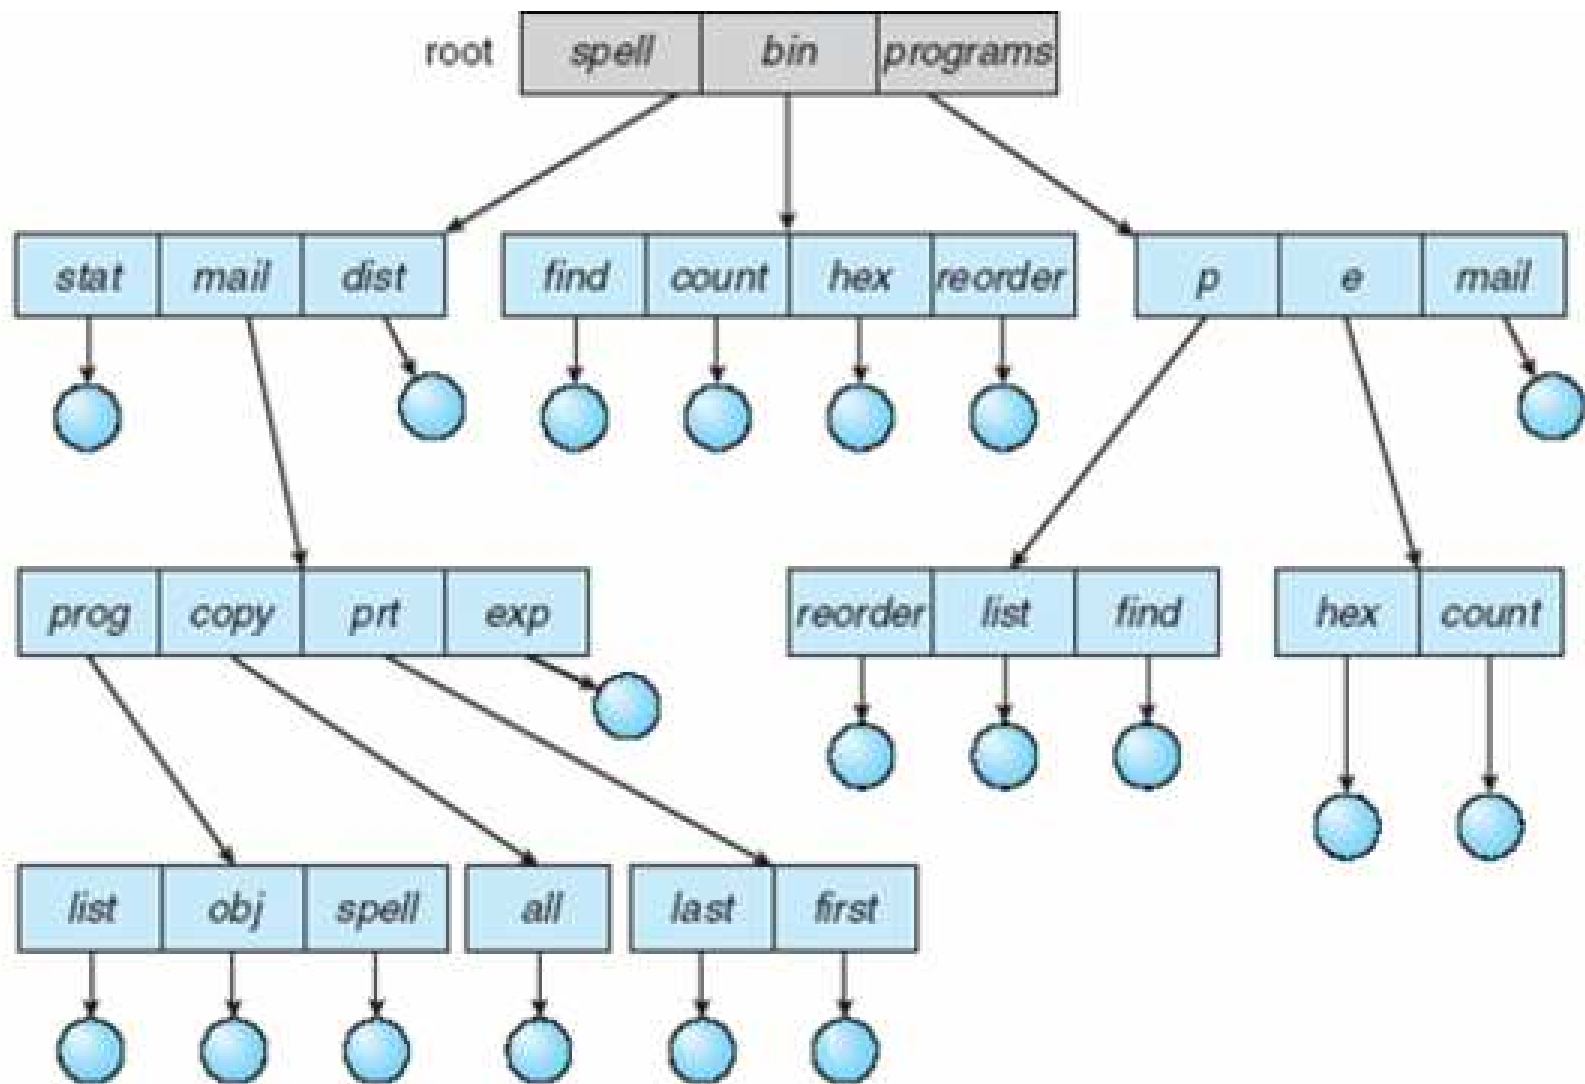 root spell bin programs
stat mail dist find count hex reorder p e mail
prog copy prt exp reorder list find hex count
list obj spell all last first